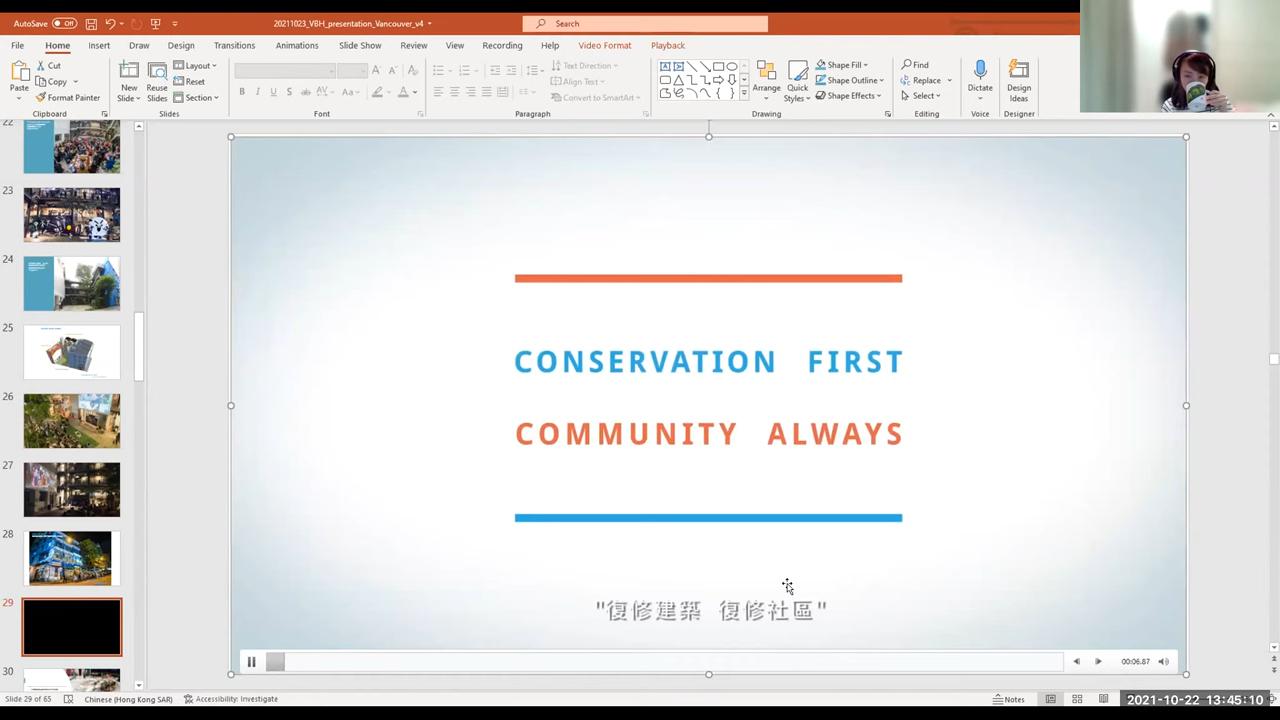 AutoSave Off 20211023_VBH_presentation_Vancouver_v4 Search
File Home Insert Draw Design Transitions Animations Slide Show Review View Recording Help Video Format Playback
Paste Cut Copy Format Painter
Clipboard
New Slides Reuse Slides Layout Reset Section
Slides
B I U S ab AV Aa A
Font
Text Direction Align Text Convert to SmartArt
Paragraph
Arrange Quick Styles Shape Fill Shape Outline Shape Effects
Drawing
Find Replace Select
Editing
Dictate
Voice
Design Ideas
Designer
22
23
24
25
26
27
28
29
30
CONSERVATION FIRST
COMMUNITY ALWAYS
"復修建築 復修社區"
00:06.87
Slide 29 of 65 Chinese (Hong Kong SAR) Accessibility: Investigate Notes
2021-10-22 13:45:10